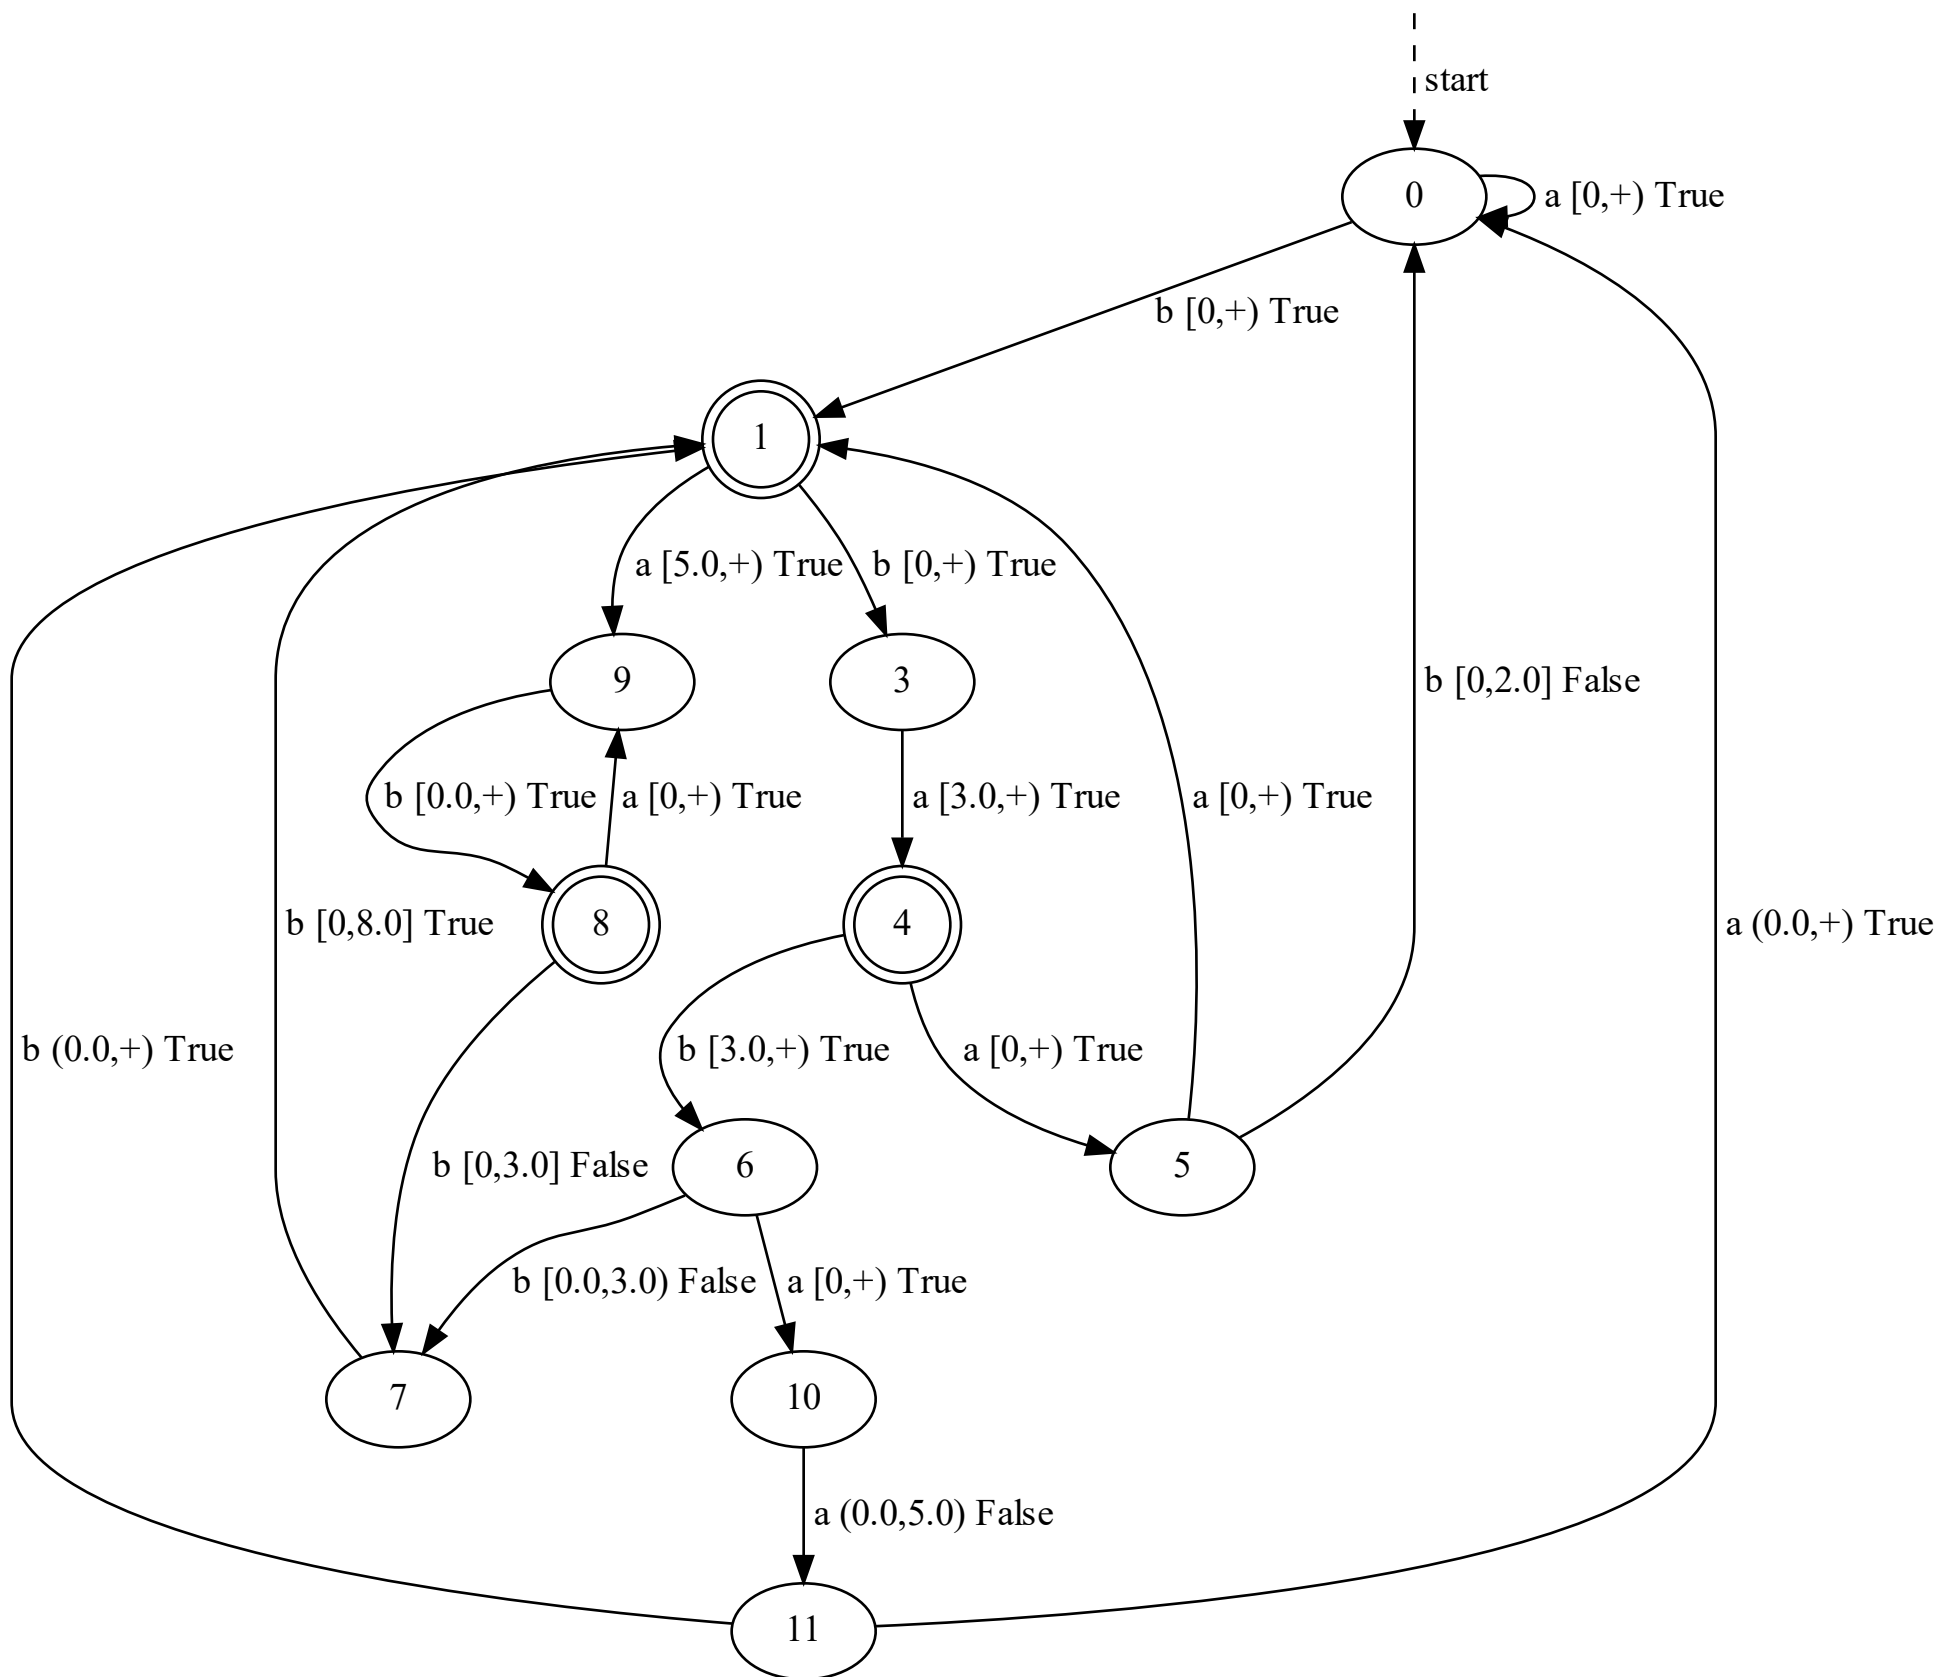 start
0
a [0,+) True
b [0,+) True
1
a [5.0,+) True
b [0,+) True
9
3
b [0,2.0] False
b [0.0,+) True
a [0,+) True
a [3.0,+) True
a [0,+) True
8
4
b [0,8.0] True
a (0.0,+) True
b (0.0,+) True
b [3.0,+) True
a [0,+) True
b [0,3.0] False
6
5
b [0.0,3.0) False
a [0,+) True
7
10
a (0.0,5.0) False
11